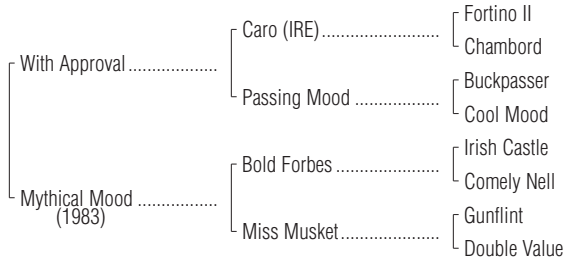 Fortino II
Caro (IRE)
Chambord
With Approval
Buckpasser
Passing Mood
Cool Mood
Irish Castle
Bold Forbes
Comely Nell
Mythical Mood
(1983)
Gunflint
Miss Musket
Double Value